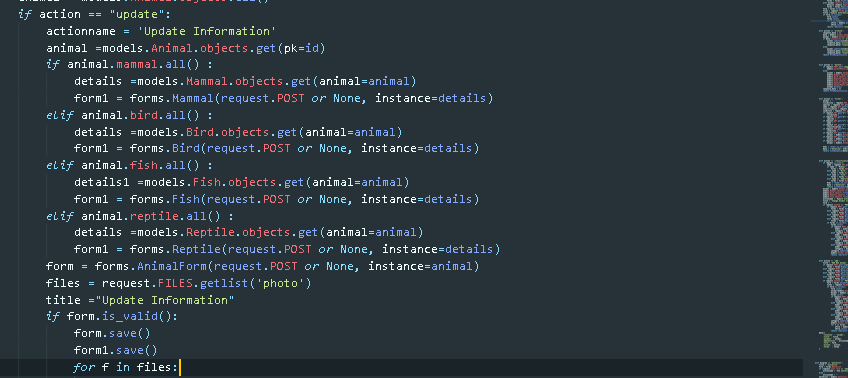 if action == "update":
actionname = 'Update Information'
animal =models.Animal.objects.get(pk=id)
if animal.mammal.all() :
details =models.Mammal.objects.get(animal=animal)
form1 = forms.Mammal(request.POST or None, instance=details)
elif animal.bird.all() :
details =models.Bird.objects.get(animal=animal)
form1 = forms.Bird(request.POST or None, instance=details)
elif animal.fish.all() :
details1 =models.Fish.objects.get(animal=animal)
form1 = forms.Fish(request.POST or None, instance=details)
elif animal.reptile.all() :
details =models.Reptile.objects.get(animal=animal)
form1 = forms.Reptile(request.POST or None, instance=details)
form = forms.AnimalForm(request.POST or None, instance=animal)
files = request.FILES.getlist('photo')
title ="Update Information"
if form.is_valid():
form.save()
form1.save()
for f in files: